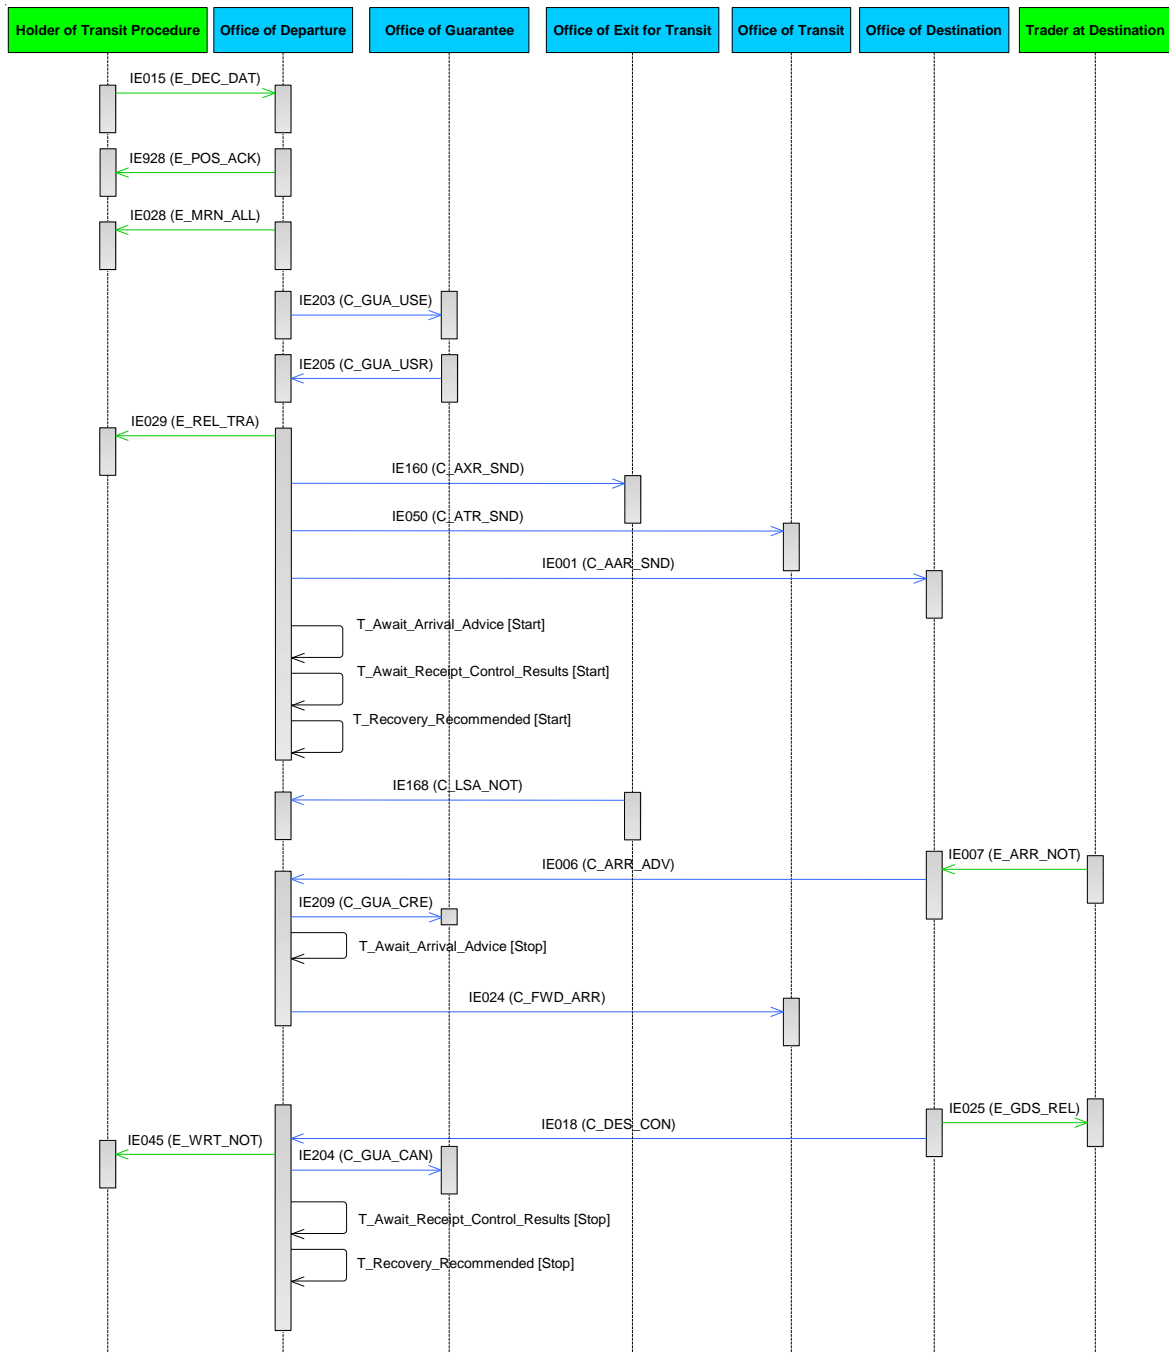 Holder of Transit Procedure
Office of Departure
Office of Guarantee
Office of Exit for Transit
Office of Transit
Office of Destination
Trader at Destination
IE015 (E_DEC_DAT)
IE928 (E_POS_ACK)
IE028 (E_MRN_ALL)
IE203 (C_GUA_USE)
IE205 (C_GUA_USR)
IE029 (E_REL_TRA)
IE160 (C_AXR_SND)
IE050 (C_ATR_SND)
IE001 (C_AAR_SND)
T_Await_Arrival_Advice [Start]
T_Await_Receipt_Control_Results [Start]
T_Recovery_Recommended [Start]
IE168 (C_LSA_NOT)
IE007 (E_ARR_NOT)
IE006 (C_ARR_ADV)
IE209 (C_GUA_CRE)
T_Await_Arrival_Advice [Stop]
IE024 (C_FWD_ARR)
IE025 (E_GDS_REL)
IE018 (C_DES_CON)
IE045 (E_WRT_NOT)
IE204 (C_GUA_CAN)
T_Await_Receipt_Control_Results [Stop]
T_Recovery_Recommended [Stop]